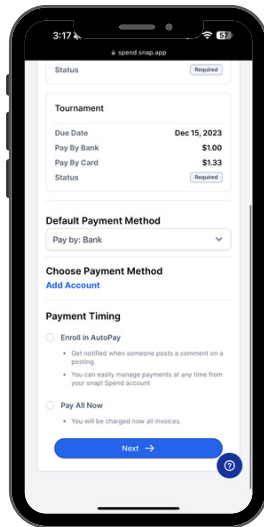 3:17
57
spend.snap.app
Status Required
Tournament
Due Date Dec 15, 2023
Pay By Bank $1.00
Pay By Card $1.33
Status Required
Default Payment Method
Pay by: Bank
Choose Payment Method
Add Account
Payment Timing
Enroll in AutoPay
• Get notified when someone posts a comment on a
posting.
• You can easily manage payments at any time from
your snap! Spend account
Pay All Now
• You will be charged now all invoices.
Next →
?